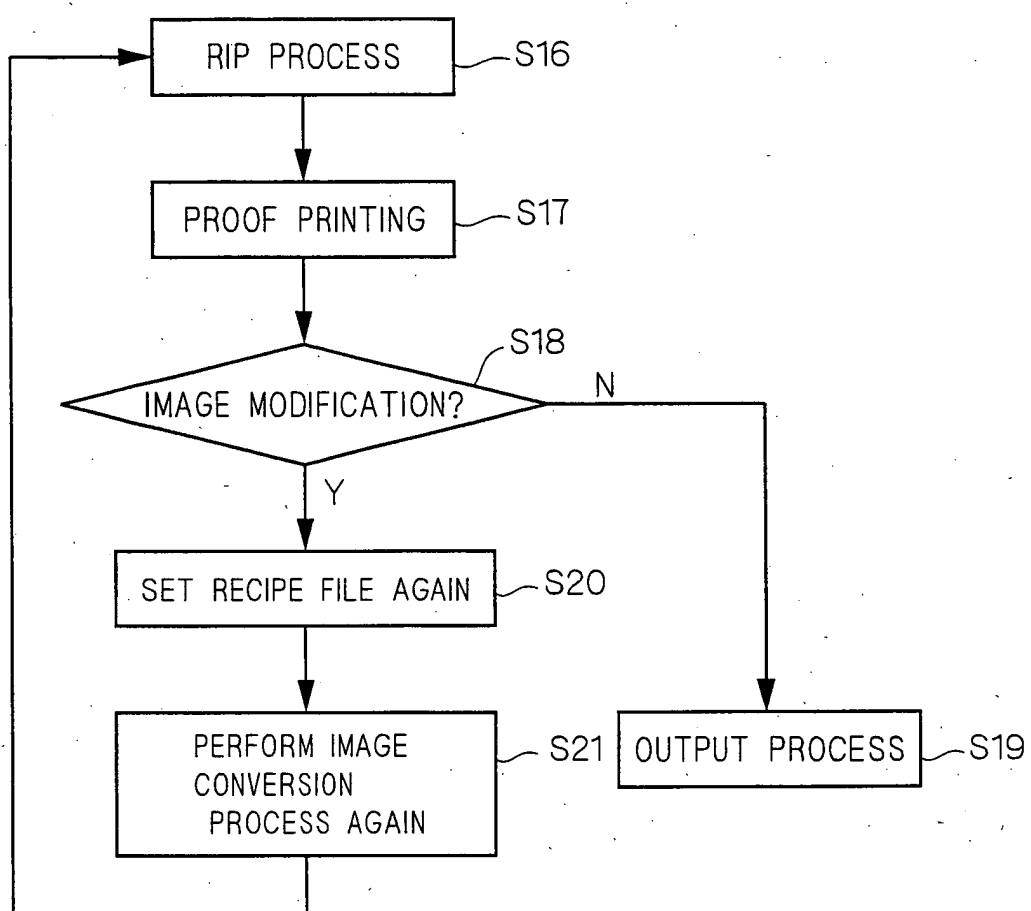 RIP PROCESS
S16
PROOF PRINTING
S17
S18
IMAGE MODIFICATION?
N
Y
SET RECIPE FILE AGAIN
S20
PERFORM IMAGE
CONVERSION
PROCESS AGAIN
S21
OUTPUT PROCESS
S19